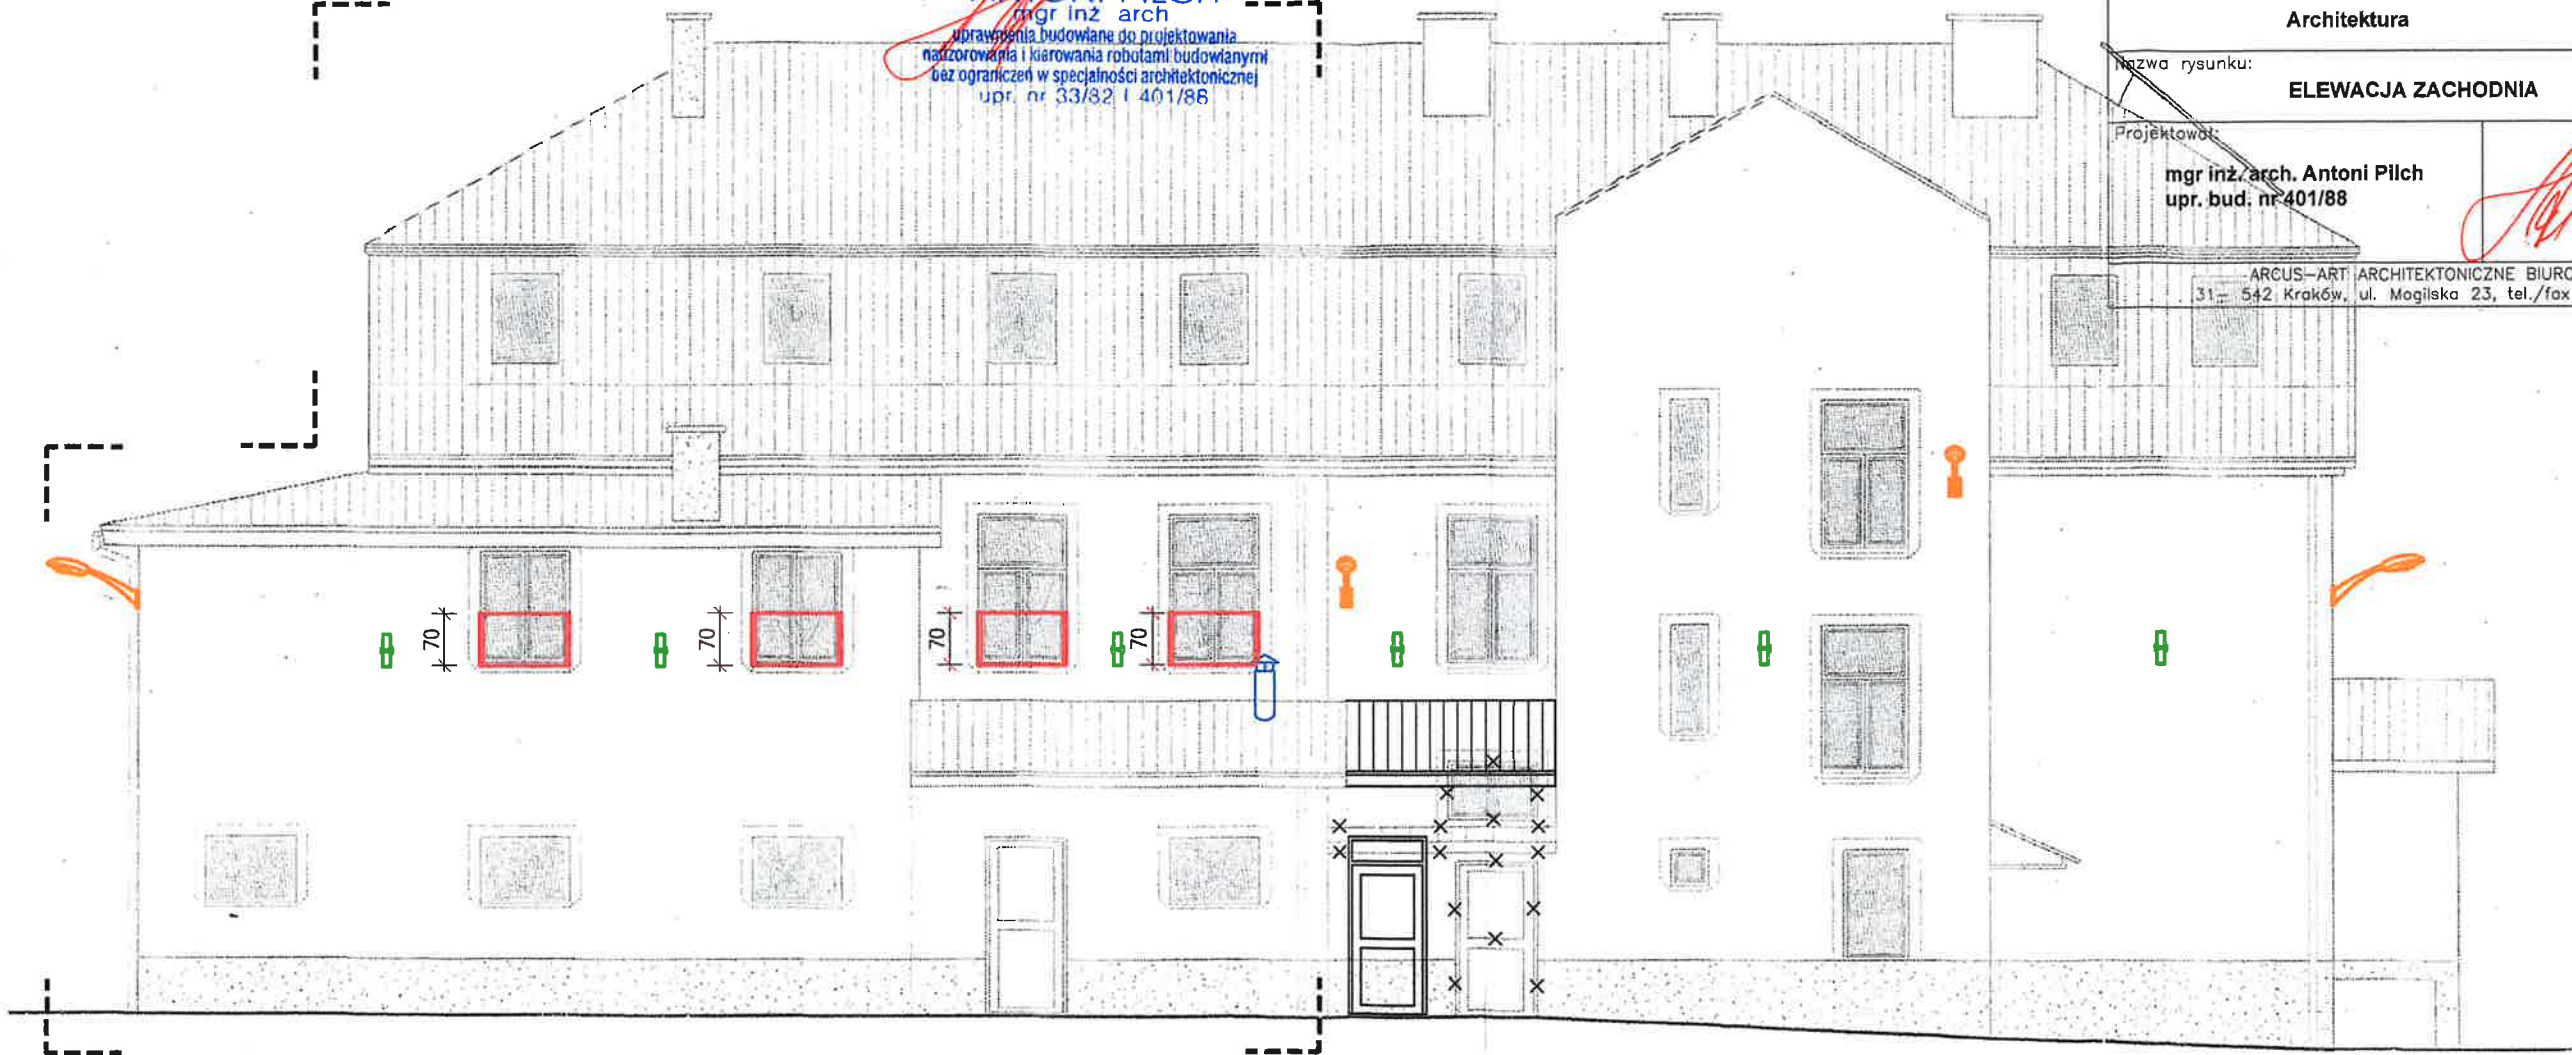 mgr inż arch
uprawnienia budowlane do projektowania
nadzorowania i kierowania robotami budowlanymi
bez ograniczeń w specjalności architektonicznej
upr. nr 33/82 i 401/88
Architektura
Nazwa rysunku:
ELEWACJA ZACHODNIA
Projektował:
mgr inż. arch. Antoni Pilch
upr. bud. nr 401/88
ARCUS-ART ARCHITEKTONICZNE BIURO
31- 542 Kraków, ul. Mogilska 23, tel./fax
70
70
70
70